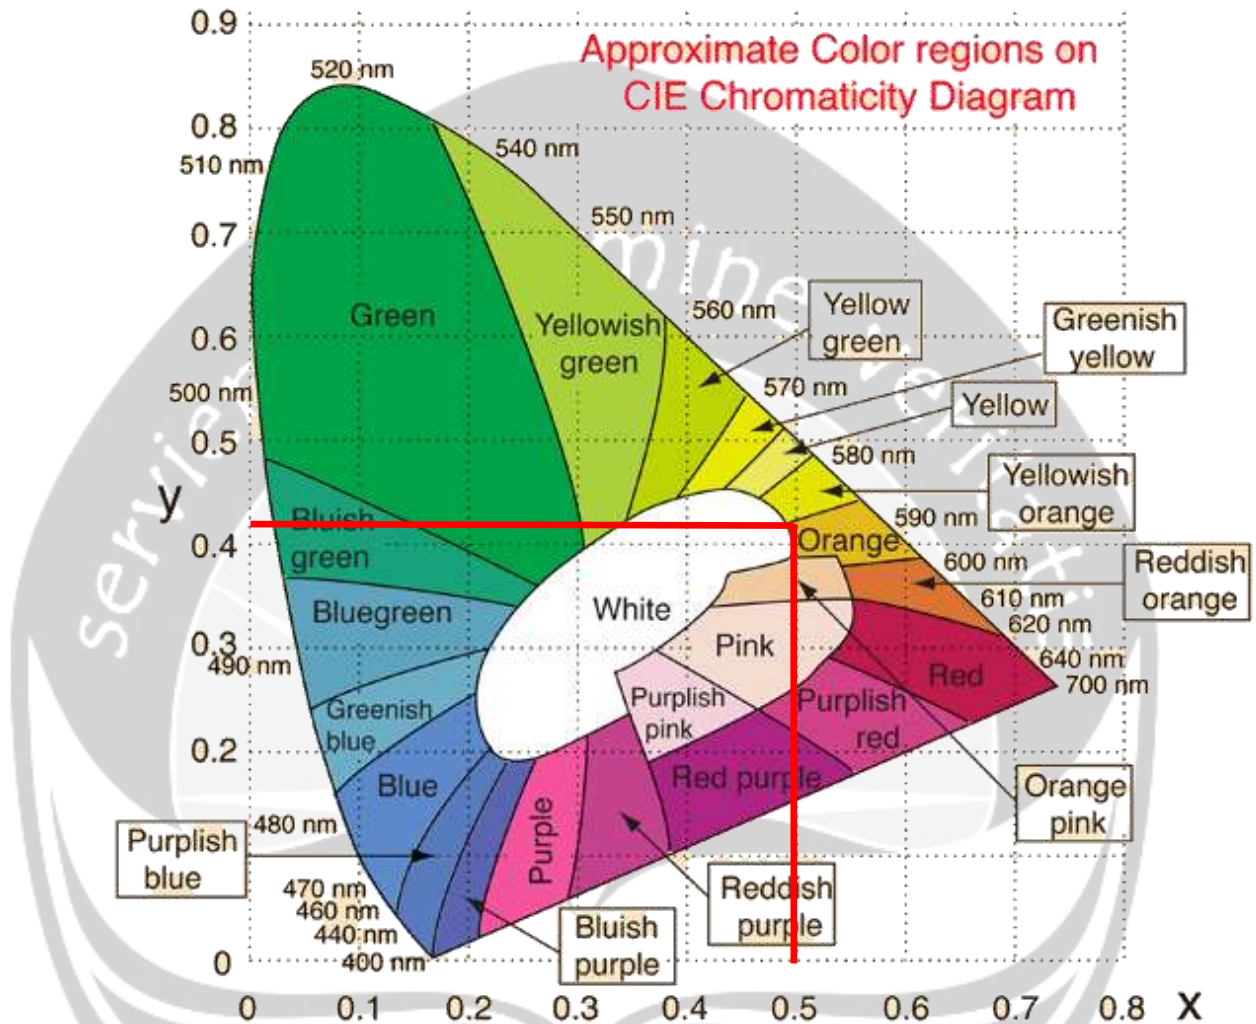 Approximate Color regions on
CIE Chromaticity Diagram
0.9
520 nm
0.8
510 nm
540 nm
0.7
550 nm
mine
servien
veritatis
Green
Yellowish
green
560 nm
Yellow
green
Greenish
yellow
0.6
500 nm
570 nm
Yellow
0.5
580 nm
y
Yellowish
orange
Bluish
green
590 nm
0.4
Orange
600 nm
Reddish
orange
610 nm
White
Bluegreen
620 nm
0.3
Pink
490 nm
640 nm
Red
700 nm
Greenish
blue
Purplish
pink
Purplish
red
0.2
Blue
Red purple
Orange
pink
480 nm
Purplish
blue
Purple
470 nm
460 nm
440 nm
400 nm
Reddish
purple
Bluish
purple
0
0 0.1 0.2 0.3 0.4 0.5 0.6 0.7 0.8 x